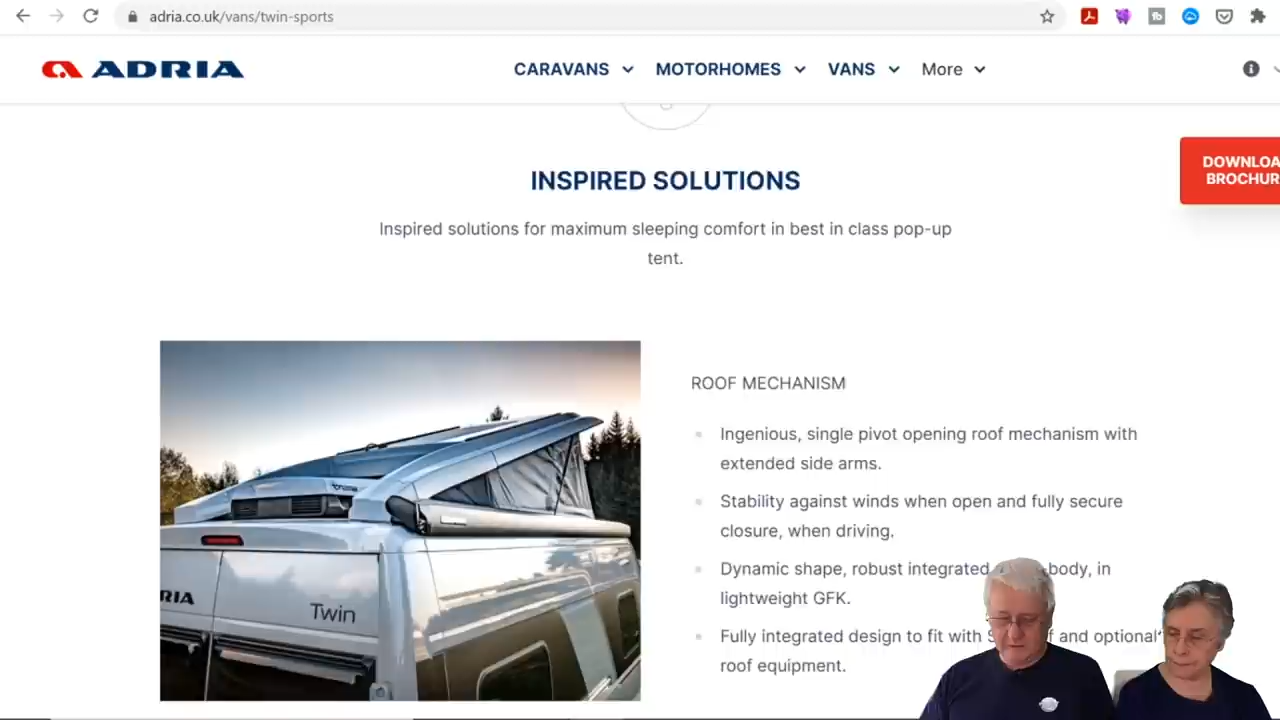 adria.co.uk/vans/twin-sports
ADRIA
CARAVANS
MOTORHOMES
VANS
More
INSPIRED SOLUTIONS
DOWNLOA
BROCHUR
Inspired solutions for maximum sleeping comfort in best in class pop-up
tent.
ROOF MECHANISM
Ingenious, single pivot opening roof mechanism with
extended side arms.
Stability against winds when open and fully secure
closure, when driving.
Dynamic shape, robust integrated body, in
lightweight GFK.
Fully integrated design to fit with and optional*
roof equipment.
RIA
Twin